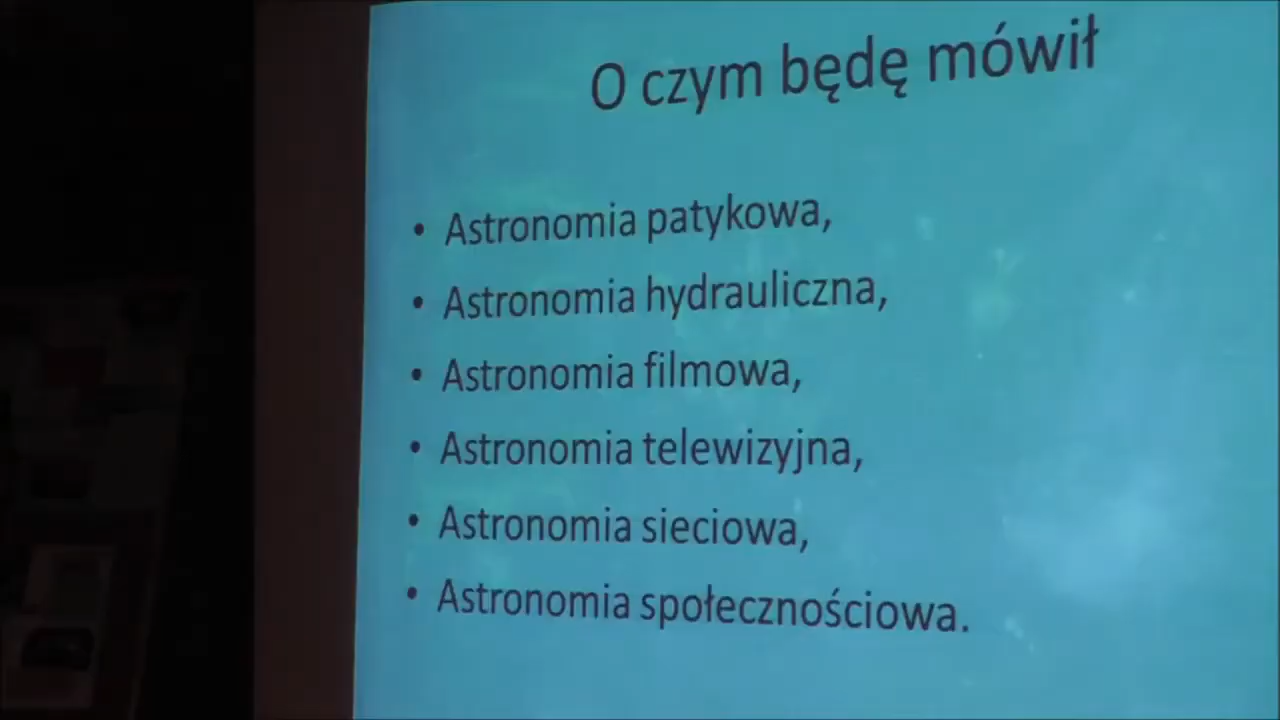 O czym będę mówił
• Astronomia patykowa,
• Astronomia hydrauliczna,
• Astronomia filmowa,
• Astronomia telewizyjna,
• Astronomia sieciowa,
• Astronomia społecznościowa.